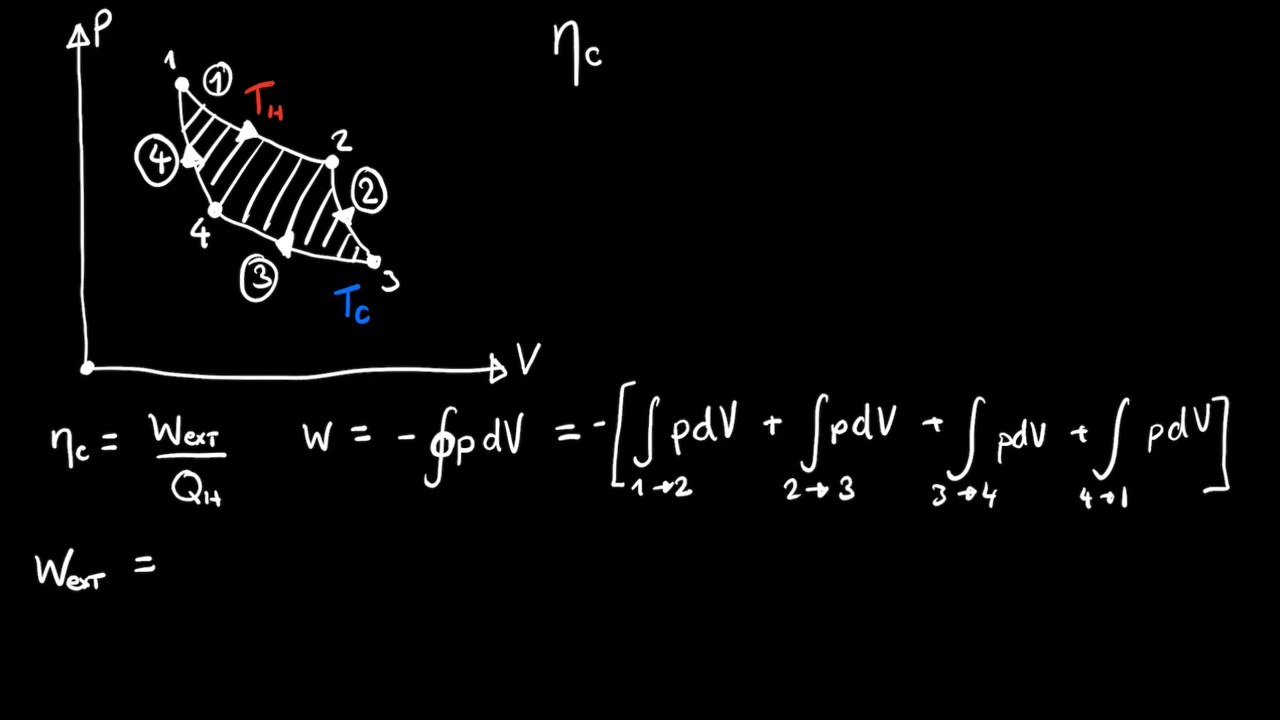 P
η_c
1 ① T_H
2
④ ②
4
③ 3
T_C
V
η_c = W_ext / Q_H    W = - ∮ p dV = - [ ∫_{1→2} p dV + ∫_{2→3} p dV + ∫_{3→4} p dV + ∫_{4→1} p dV ]
W_ext =